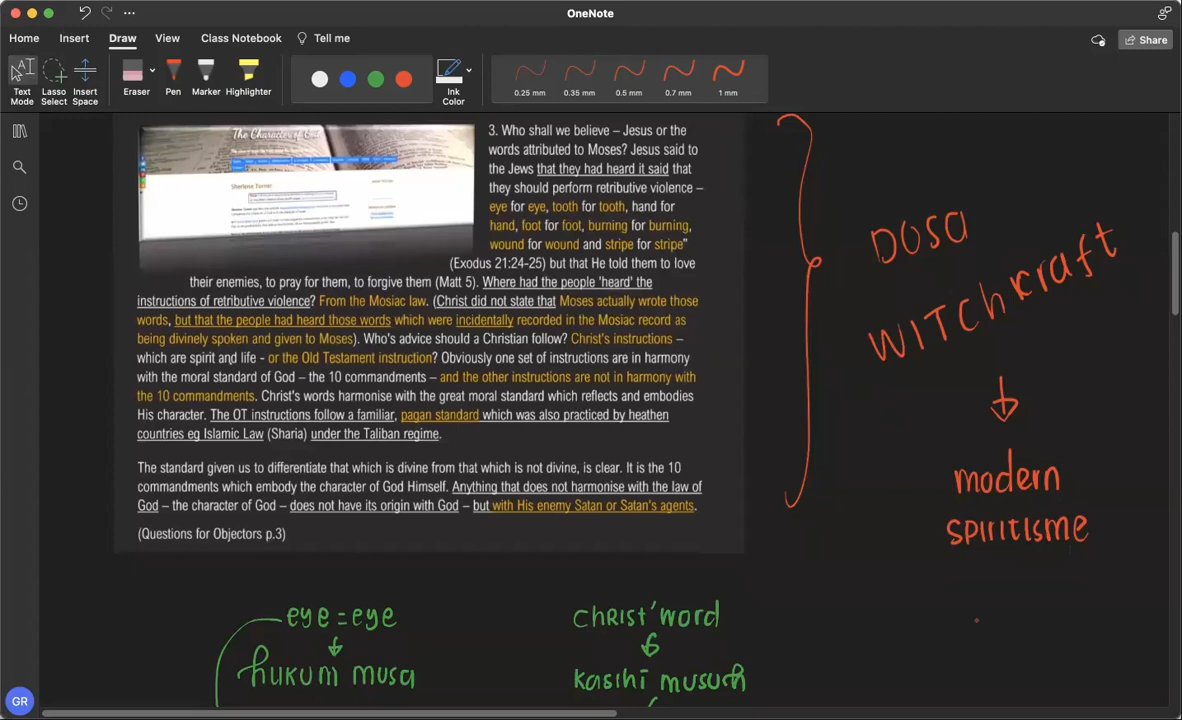 OneNote
Home Insert Draw View Class Notebook Tell me
Share
Text Mode
Lasso Select
Insert Space
Eraser
Pen
Marker
Highlighter
Ink Color
0.25 mm 0.35 mm 0.5 mm 0.7 mm 1 mm
The Character of God
Sherlene Turner
3. Who shall we believe – Jesus or the
words attributed to Moses? Jesus said to
the Jews that they had heard it said that
they should perform retributive violence –
eye for eye, tooth for tooth, hand for
hand, foot for foot, burning for burning,
wound for wound and stripe for stripe”
(Exodus 21:24-25) but that He told them to love
their enemies, to pray for them, to forgive them (Matt 5). Where had the people 'heard' the
instructions of retributive violence? From the Mosiac law. (Christ did not state that Moses actually wrote those
words, but that the people had heard those words which were incidentally recorded in the Mosiac record as
being divinely spoken and given to Moses). Who's advice should a Christian follow? Christ's instructions –
which are spirit and life - or the Old Testament instruction? Obviously one set of instructions are in harmony
with the moral standard of God – the 10 commandments – and the other instructions are not in harmony with
the 10 commandments. Christ's words harmonise with the great moral standard which reflects and embodies
His character. The OT instructions follow a familiar, pagan standard which was also practiced by heathen
countries eg Islamic Law (Sharia) under the Taliban regime.
The standard given us to differentiate that which is divine from that which is not divine, is clear. It is the 10
commandments which embody the character of God Himself. Anything that does not harmonise with the law of
God – the character of God – does not have its origin with God – but with His enemy Satan or Satan's agents.
(Questions for Objectors p.3)
DOSA
WITCHkraft
modern
spiritisme
eye = eye
hukum musa
Christ' word
kasihi musuh
GR